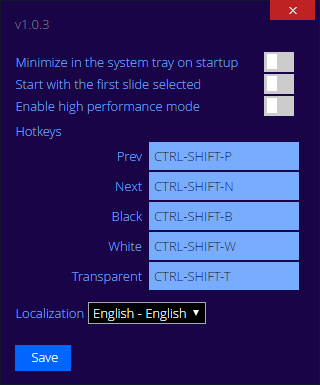 v1.0.3
Minimize in the system tray on startup
Start with the first slide selected
Enable high performance mode
Hotkeys
Prev CTRL-SHIFT-P
Next CTRL-SHIFT-N
Black CTRL-SHIFT-B
White CTRL-SHIFT-W
Transparent CTRL-SHIFT-T
Localization English - English
Save